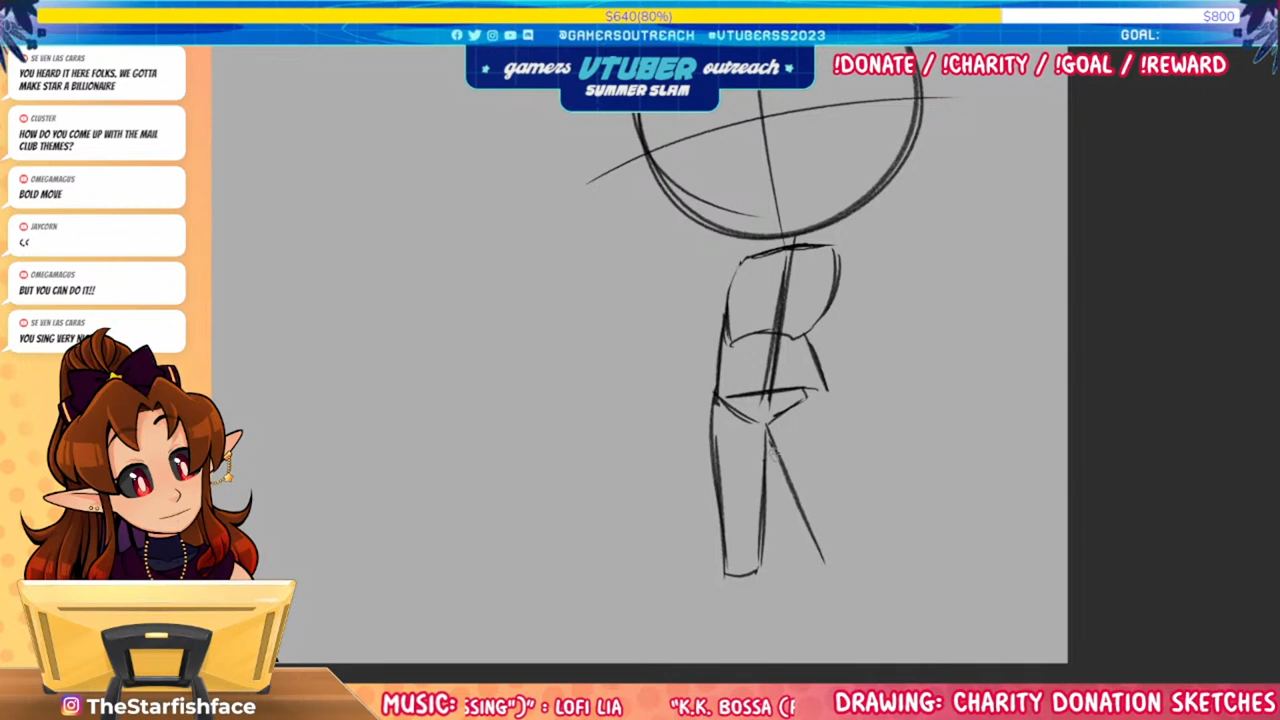 $640(80%)
$800
@GAMERSOUTREACH #VTUBERSS2023
GOAL:
gamers VTUBER outreach
SUMMER SLAM
!DONATE / !CHARITY / !GOAL / !REWARD
SE VEN LAS CARAS
YOU HEARD IT HERE FOLKS. WE GOTTA
MAKE STAR A BILLIONAIRE
CLUSTER
HOW DO YOU COME UP WITH THE MAIL
CLUB THEMES?
OMEGAMAGUS
BOLD MOVE
JAYCORN
<,<
OMEGAMAGUS
BUT YOU CAN DO IT!!
SE VEN LAS CARAS
YOU SING VERY
TheStarfishface
MUSIC: SSING") : LOFI LIA "K.K. BOSSA (
DRAWING: CHARITY DONATION SKETCHES